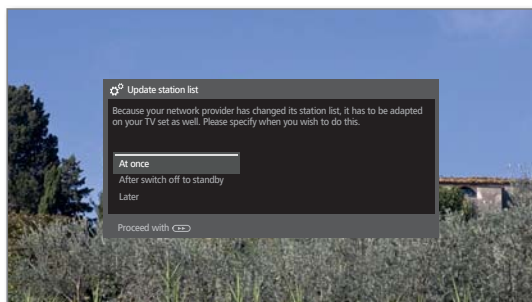 Update station list
Because your network provider has changed its station list, it has to be adapted
on your TV set as well. Please specify when you wish to do this.
At once
After switch off to standby
Later
Proceed with